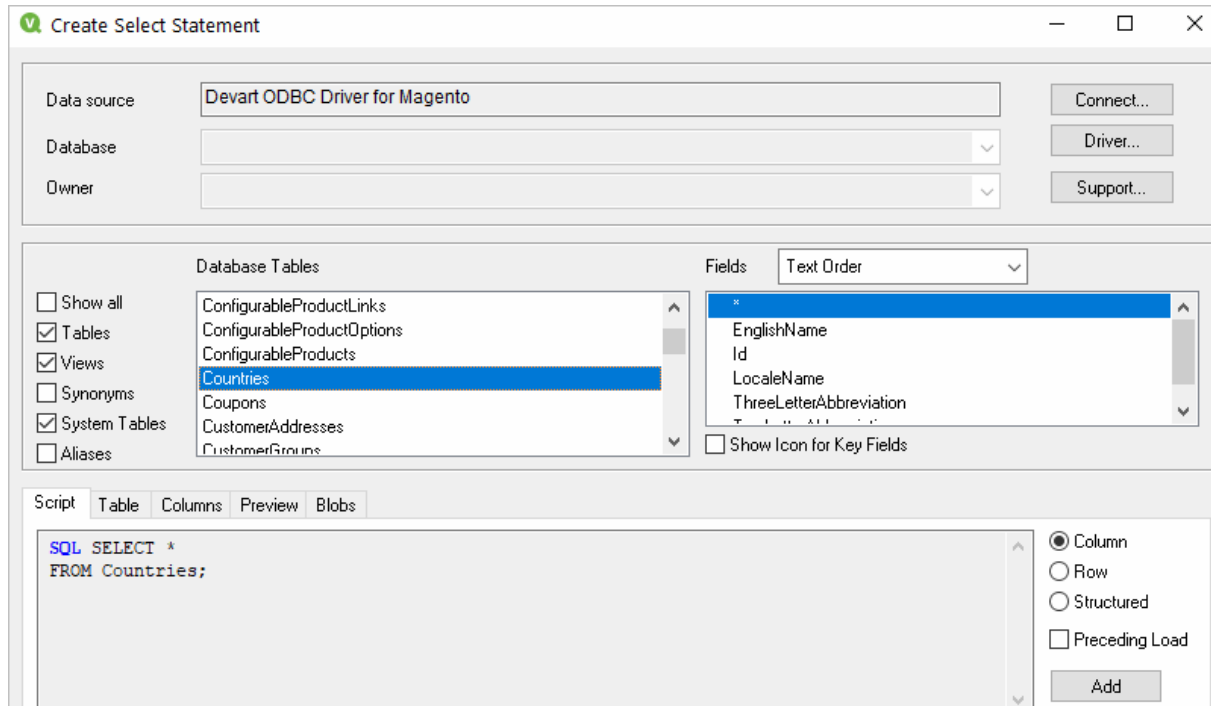 Create Select Statement
Data source
Devart ODBC Driver for Magento
Connect...
Database
Driver...
Owner
Support...
Database Tables
Fields
Text Order
Show all
Tables
Views
Synonyms
System Tables
Aliases
ConfigurableProductLinks
ConfigurableProductOptions
ConfigurableProducts
Countries
Coupons
CustomerAddresses
CustomerGroups
*
EnglishName
Id
LocaleName
ThreeLetterAbbreviation
Show Icon for Key Fields
Script Table Columns Preview Blobs
SQL SELECT *
FROM Countries;
Column
Row
Structured
Preceding Load
Add